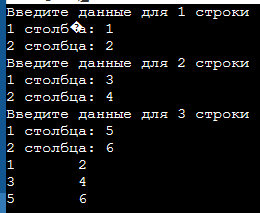 Введите данные для 1 строки
1 столб�а: 1
2 столбца: 2
Введите данные для 2 строки
1 столбца: 3
2 столбца: 4
Введите данные для 3 строки
1 столбца: 5
2 столбца: 6
1 2
3 4
5 6